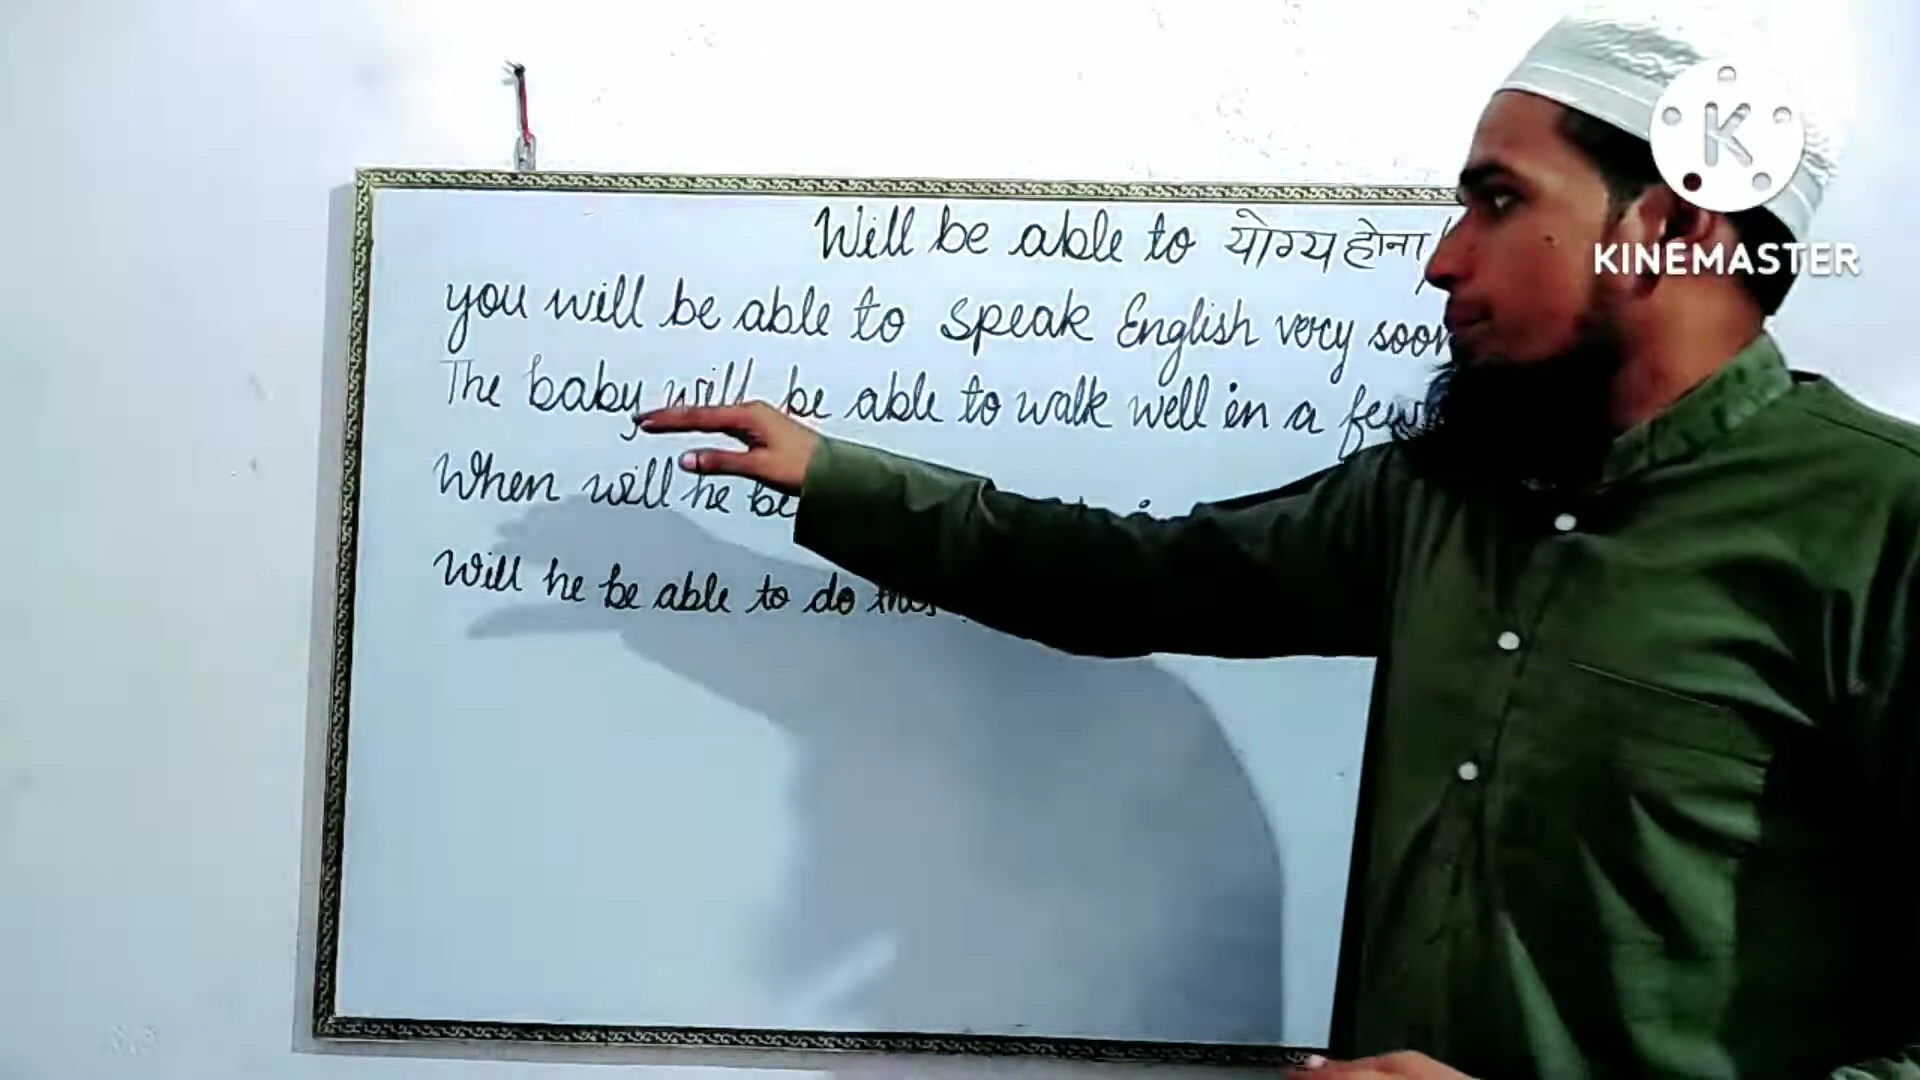 Will be able to योग्य होना/
you will be able to speak English very soon
The baby will be able to walk well in a few
When will he be
Will he be able to do this
K
KINEMASTER